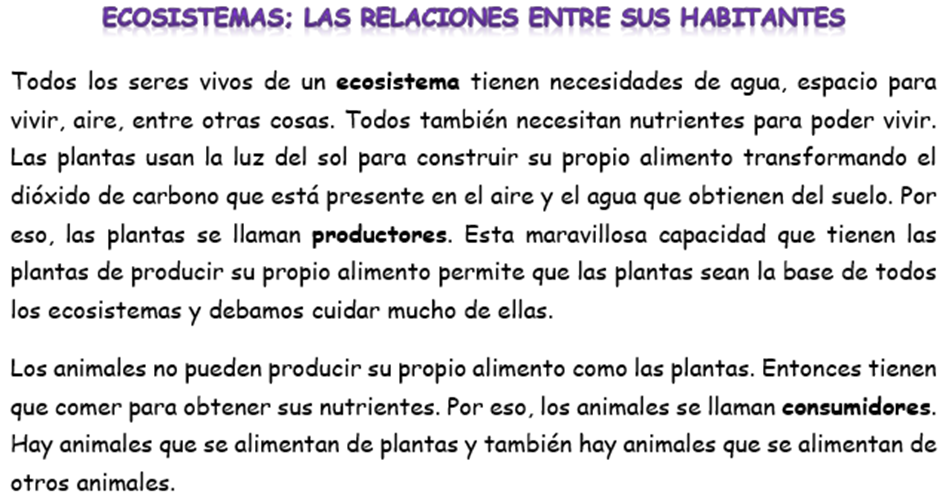 ECOSISTEMAS: LAS RELACIONES ENTRE SUS HABITANTES
Todos los seres vivos de un ecosistema tienen necesidades de agua, espacio para
vivir, aire, entre otras cosas. Todos también necesitan nutrientes para poder vivir.
Las plantas usan la luz del sol para construir su propio alimento transformando el
dióxido de carbono que está presente en el aire y el agua que obtienen del suelo. Por
eso, las plantas se llaman productores. Esta maravillosa capacidad que tienen las
plantas de producir su propio alimento permite que las plantas sean la base de todos
los ecosistemas y debamos cuidar mucho de ellas.
Los animales no pueden producir su propio alimento como las plantas. Entonces tienen
que comer para obtener sus nutrientes. Por eso, los animales se llaman consumidores.
Hay animales que se alimentan de plantas y también hay animales que se alimentan de
otros animales.